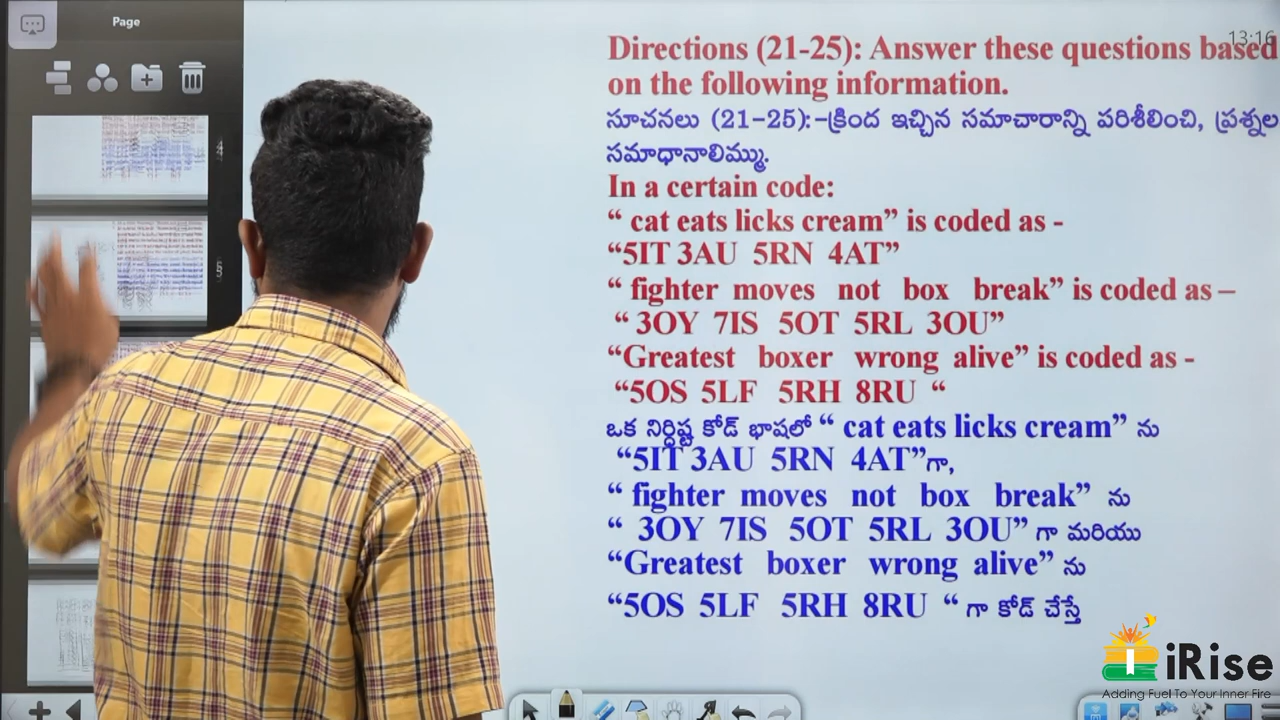 Page
13:16
Directions (21-25): Answer these questions based
on the following information.
సూచనలు (21-25):-క్రింద ఇచ్చిన సమాచారాన్ని పరిశీలించి, ప్రశ్నల
సమాధానాలిమ్ము.
In a certain code:
“ cat eats licks cream” is coded as -
“5IT 3AU 5RN 4AT”
“ fighter moves not box break” is coded as –
“ 3OY 7IS 5OT 5RL 3OU”
“Greatest boxer wrong alive” is coded as -
“5OS 5LF 5RH 8RU “
ఒక నిర్దిష్ట కోడ్ భాషలో “ cat eats licks cream” ను
“5IT 3AU 5RN 4AT”గా,
“ fighter moves not box break” ను
“ 3OY 7IS 5OT 5RL 3OU” గా మరియు
“Greatest boxer wrong alive” ను
“5OS 5LF 5RH 8RU “ గా కోడ్ చేస్తే
iRise
Adding Fuel To Your Inner Fire